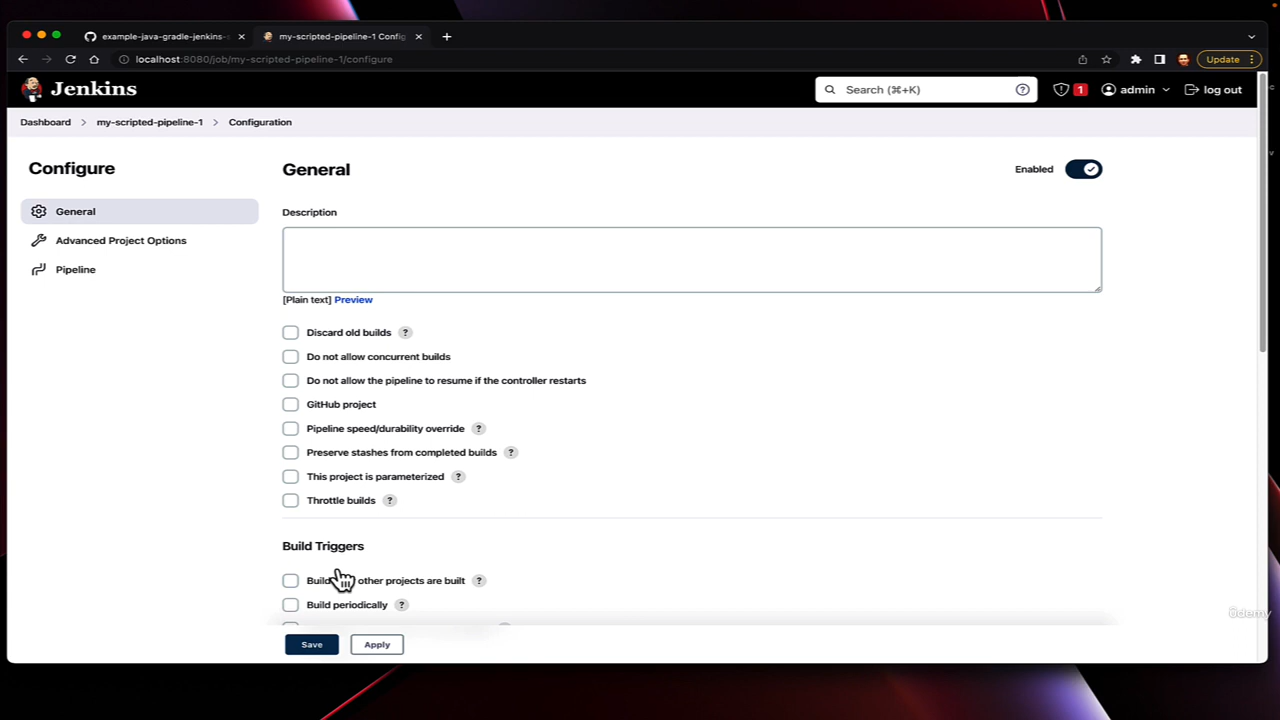 example-java-gradle-jenkins-
my-scripted-pipeline-1 Config
localhost:8080/job/my-scripted-pipeline-1/configure
Update
Jenkins
Search (⌘+K)
?
1
admin
log out
Dashboard > my-scripted-pipeline-1 > Configuration
Configure
General
Advanced Project Options
Pipeline
General
Enabled
Description
[Plain text] Preview
Discard old builds ?
Do not allow concurrent builds
Do not allow the pipeline to resume if the controller restarts
GitHub project
Pipeline speed/durability override ?
Preserve stashes from completed builds ?
This project is parameterized ?
Throttle builds ?
Build Triggers
Build other projects are built ?
Build periodically ?
Save
Apply
ûdemy